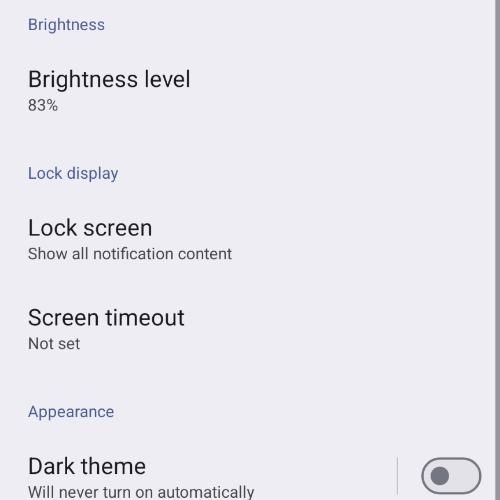 Brightness
Brightness level
83%
Lock display
Lock screen
Show all notification content
Screen timeout
Not set
Appearance
Dark theme
Will never turn on automatically